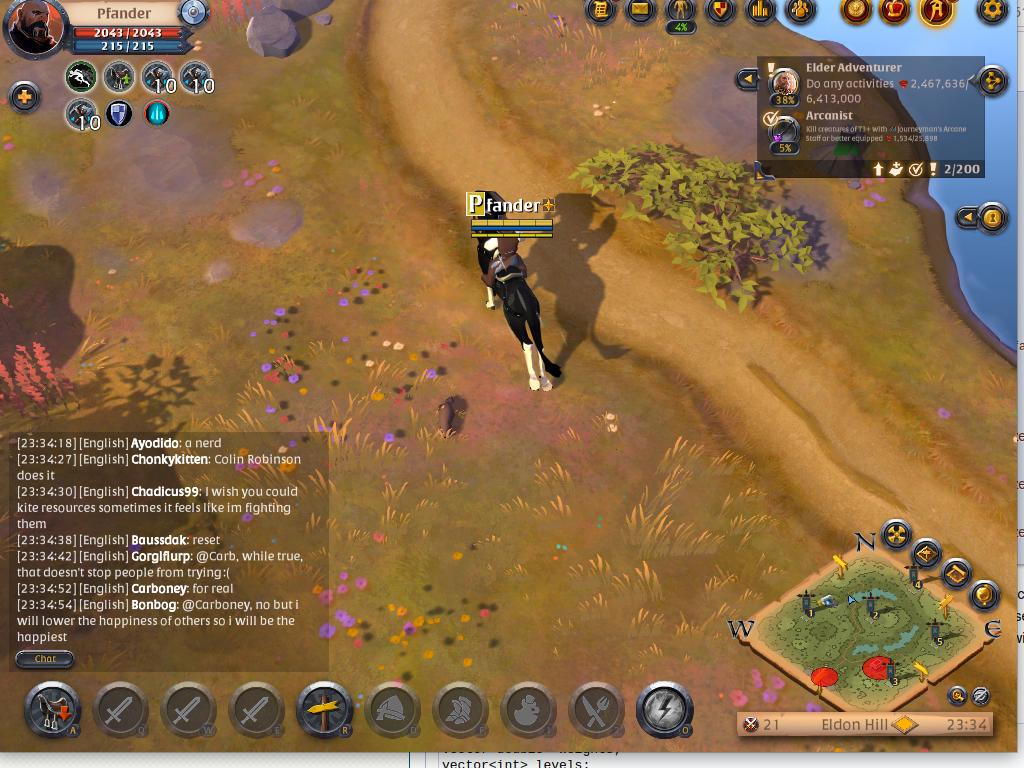 Pfander
2043/2043
215/215
4%
10
10
10
Elder Adventurer
Do any activities 2,467,636/
6,413,000
38%
Arcanist
Kill creatures of T3+ with Journeyman's Arcane
Staff or better equipped 1,534/25,898
5%
2/200
Pfander
[23:34:18][English] Ayodido: a nerd
[23:34:27][English] Chonkykitten: Colin Robinson
does it
[23:34:30][English] Chadicus99: I wish you could
kite resources sometimes it feels like im fighting
them
[23:34:38][English] Baussdak: reset
[23:34:42][English] Gorglflurp: @Carb, while true,
that doesn't stop people from trying:(
[23:34:52][English] Carboney: for real
[23:34:54][English] Bonbog: @Carboney, no but i
will lower the happiness of others so i will be the
happiest
Chat
N
W
E
1
2
3
4
5
A
Q
W
E
R
D
F
O
21 Eldon Hill 23:34
vector<int> levels;